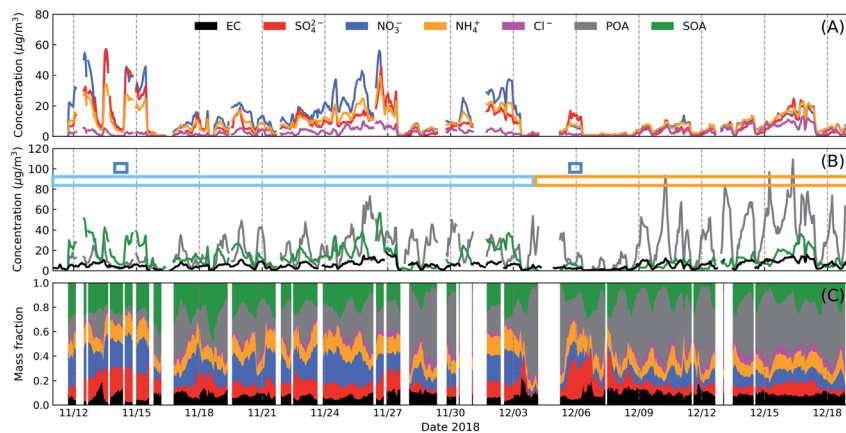 80
60
40
20
0
Concentration (μg/m³)
EC SO₄²⁻ NO₃⁻ NH₄⁺ Cl⁻ POA SOA
(A)
120
100
80
60
40
20
0
Concentration (μg/m³)
(B)
1.0
0.8
0.6
0.4
0.2
0.0
Mass fraction
(C)
11/12 11/15 11/18 11/21 11/24 11/27 11/30 12/03 12/06 12/09 12/12 12/15 12/18
Date 2018